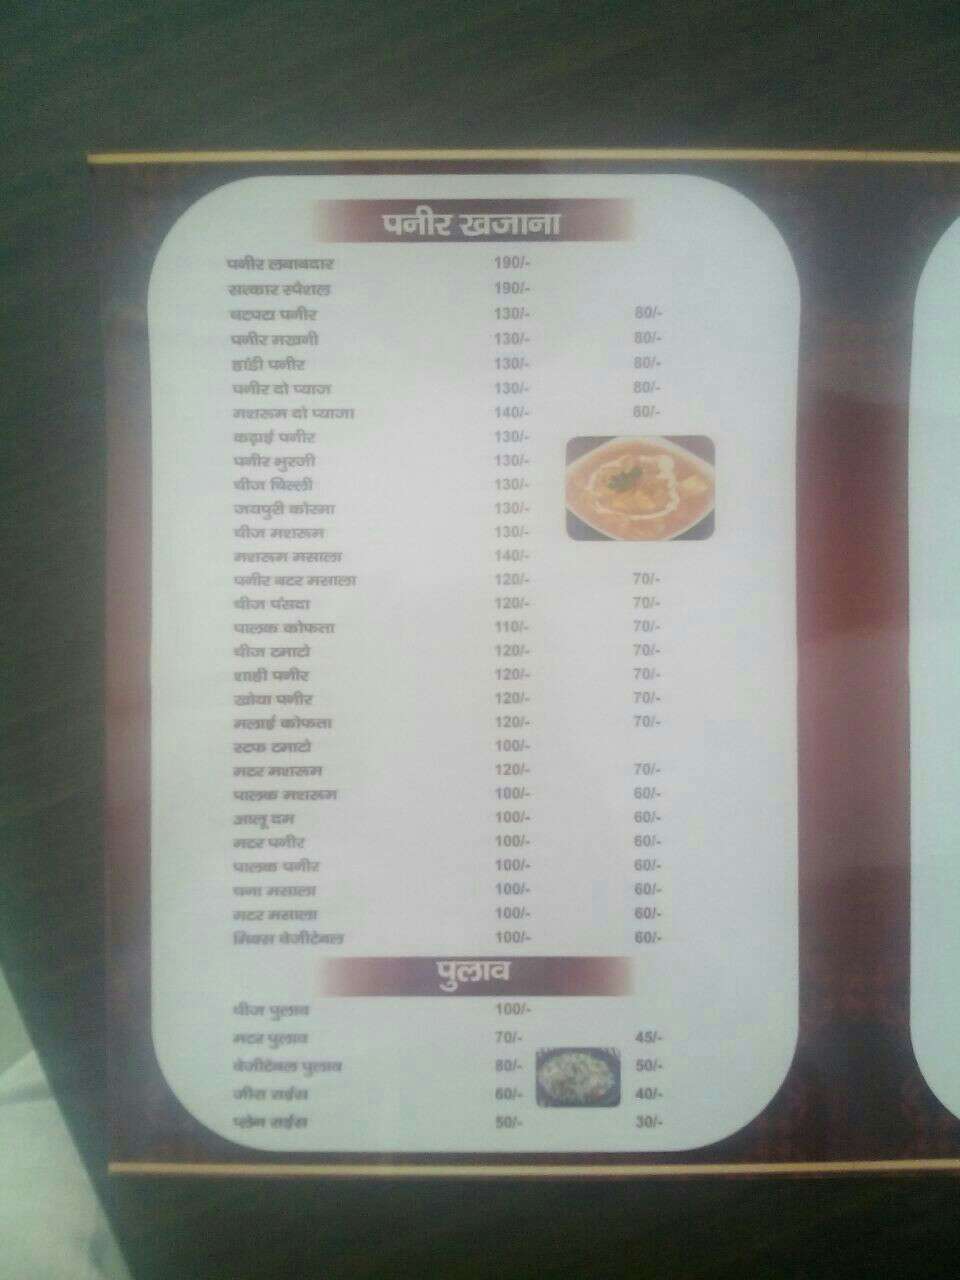 पनीर खजाना
पनीर लबाबदार 190/-
सत्कार स्पैशल 190/-
चटपटा पनीर 130/- 80/-
पनीर मखनी 130/- 80/-
हांडी पनीर 130/- 80/-
पनीर दो प्याज 130/- 80/-
मशरूम दो प्याजा 140/- 80/-
कढ़ाई पनीर 130/-
पनीर भुरजी 130/-
चीज चिल्ली 130/-
जयपुरी कोरमा 130/-
चीज मशरूम 130/-
मशरूम मसाला 140/-
पनीर बटर मसाला 120/- 70/-
चीज पंसदा 120/- 70/-
पालक कोफता 110/- 70/-
चीज टमाटो 120/- 70/-
शाही पनीर 120/- 70/-
खोया पनीर 120/- 70/-
मलाई कोफता 120/- 70/-
स्टफ टमाटो 100/-
मटर मशरूम 120/- 70/-
पालक मशरूम 100/- 60/-
आलू दम 100/- 60/-
मटर पनीर 100/- 60/-
पालक पनीर 100/- 60/-
चना मसाला 100/- 60/-
मटर मसाला 100/- 60/-
मिक्स वेजीटेबल 100/- 60/-
पुलाव
चीज पुलाव 100/-
मटर पुलाव 70/- 45/-
वेजीटेबल पुलाव 80/- 50/-
जीरा राईस 60/- 40/-
प्लेन राईस 50/- 30/-